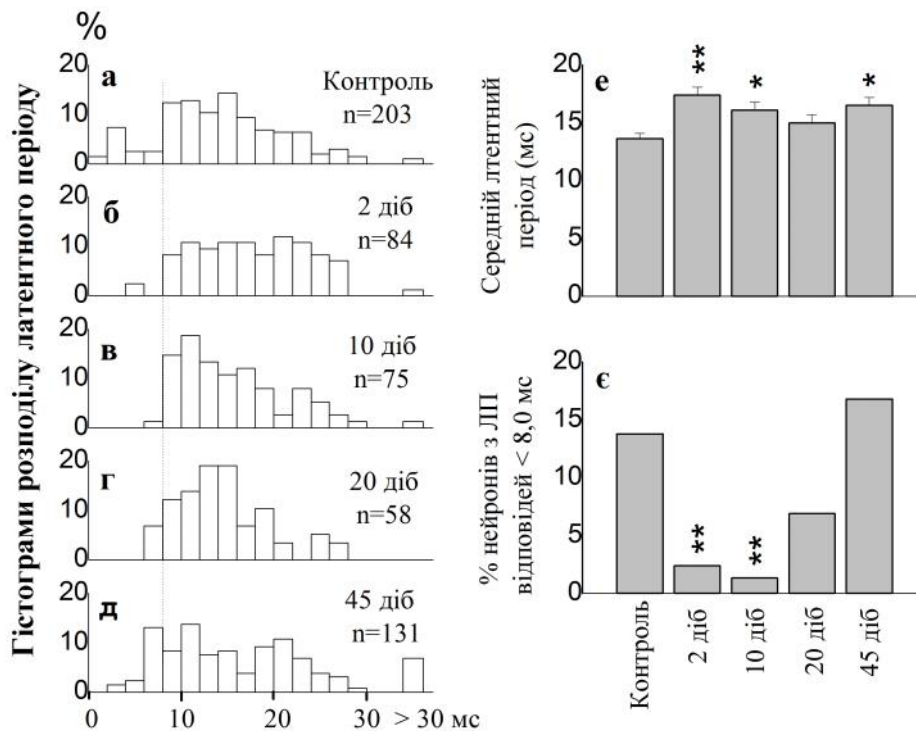 %
Гістограми розподілу латентного періоду
20
10
0
а
Контроль
n=203
20
10
0
б
2 діб
n=84
20
10
0
в
10 діб
n=75
20
10
0
г
20 діб
n=58
20
10
0
д
45 діб
n=131
0 10 20 30 > 30 мс
Середній лтентний
період (мс)
20
15
10
5
0
е
**
*
*
% нейронів з ЛП
відповідей < 8,0 мс
20
15
10
5
0
є
**
**
Контроль
2 діб
10 діб
20 діб
45 діб